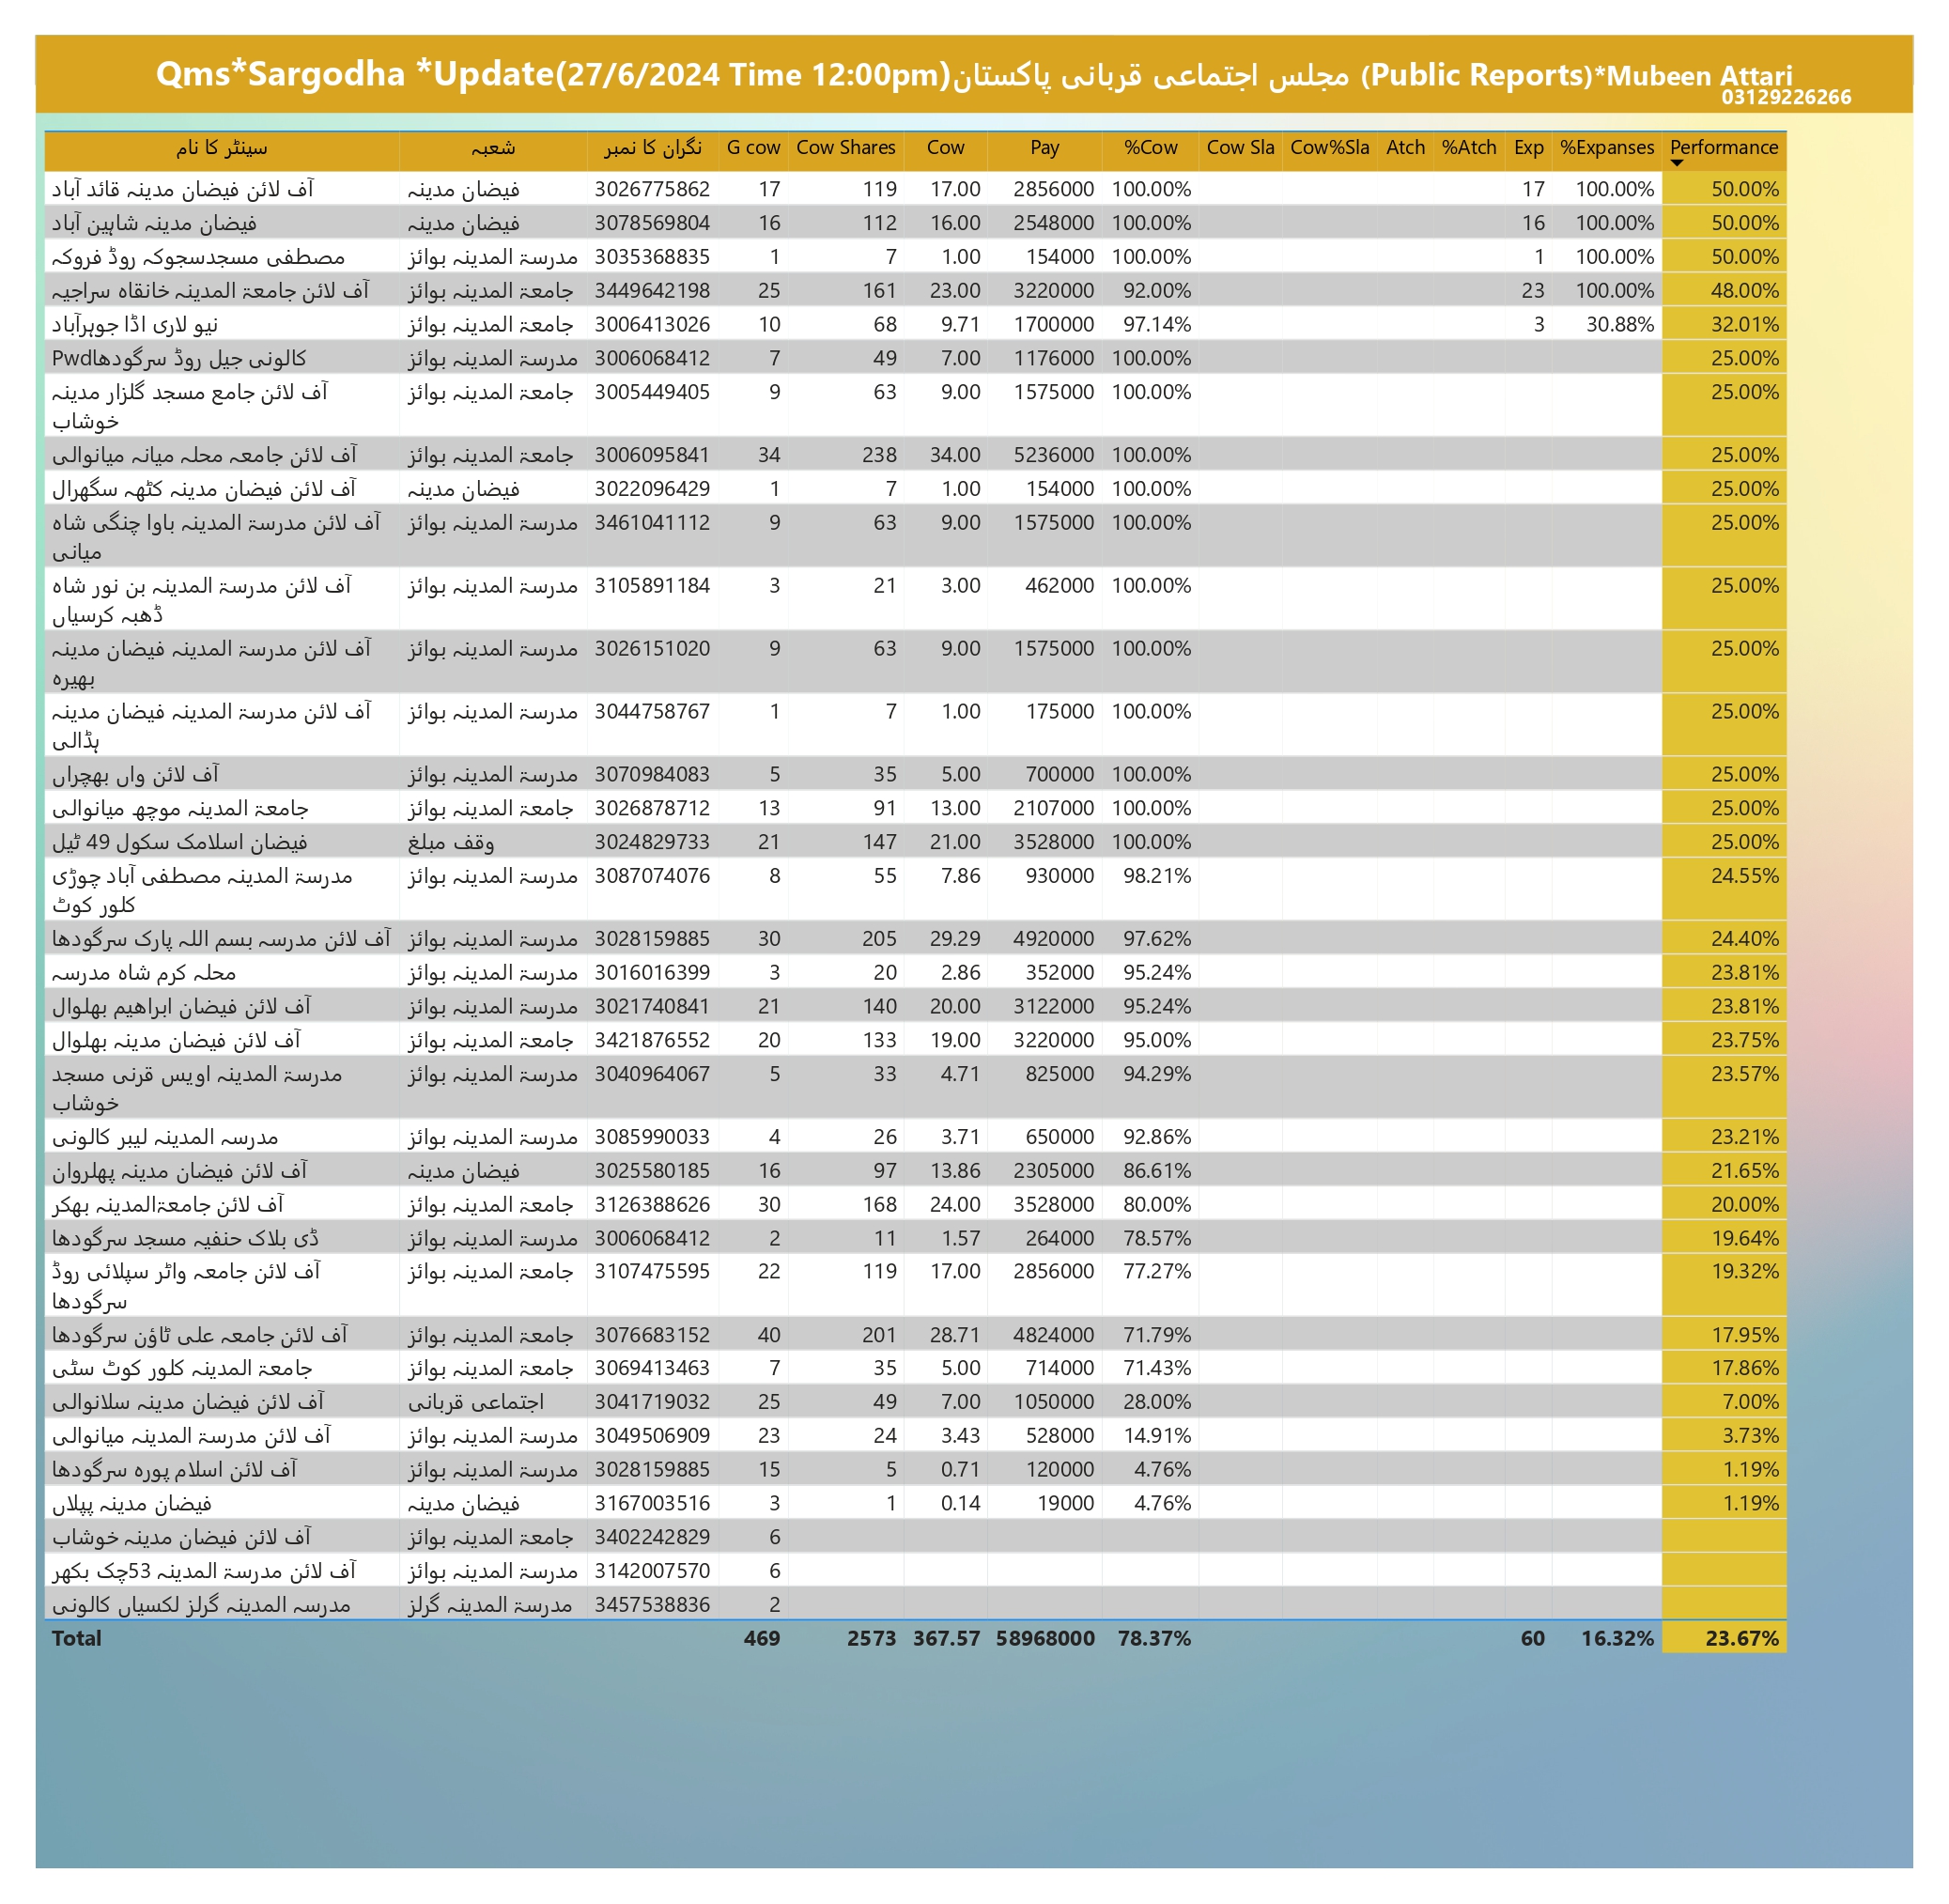 Qms*Sargodha *Update(27/6/2024 Time 12:00pm)مجلس اجتماعی قربانی پاکستان (Public Reports)*Mubeen Attari
03129226266
سینٹر کا نام شعبہ نگران کا نمبر G cow Cow Shares Cow Pay %Cow Cow Sla Cow%Sla Atch %Atch Exp %Expanses Performance
آف لائن فیضان مدینہ قائد آباد فیضان مدینہ 3026775862 17 119 17.00 2856000 100.00% 17 100.00% 50.00%
فیضان مدینہ شاہین آباد فیضان مدینہ 3078569804 16 112 16.00 2548000 100.00% 16 100.00% 50.00%
مصطفی مسجدسجوکہ روڈ فروکہ مدرسۃ المدینہ بوائز 3035368835 1 7 1.00 154000 100.00% 1 100.00% 50.00%
آف لائن جامعۃ المدینہ خانقاہ سراجیہ جامعۃ المدینہ بوائز 3449642198 25 161 23.00 3220000 92.00% 23 100.00% 48.00%
نیو لاری اڈا جوہرآباد جامعۃ المدینہ بوائز 3006413026 10 68 9.71 1700000 97.14% 3 30.88% 32.01%
Pwdکالونی جیل روڈ سرگودھا مدرسۃ المدینہ بوائز 3006068412 7 49 7.00 1176000 100.00% 25.00%
آف لائن جامع مسجد گلزار مدینہ جامعۃ المدینہ بوائز 3005449405 9 63 9.00 1575000 100.00% 25.00%
خوشاب
آف لائن جامعہ محلہ میانہ میانوالی جامعۃ المدینہ بوائز 3006095841 34 238 34.00 5236000 100.00% 25.00%
آف لائن فیضان مدینہ کٹھہ سگھرال فیضان مدینہ 3022096429 1 7 1.00 154000 100.00% 25.00%
آف لائن مدرسۃ المدینہ باوا چنگی شاہ مدرسۃ المدینہ بوائز 3461041112 9 63 9.00 1575000 100.00% 25.00%
میانی
آف لائن مدرسۃ المدینہ بن نور شاہ مدرسۃ المدینہ بوائز 3105891184 3 21 3.00 462000 100.00% 25.00%
ڈھبہ کرسیاں
آف لائن مدرسۃ المدینہ فیضان مدینہ مدرسۃ المدینہ بوائز 3026151020 9 63 9.00 1575000 100.00% 25.00%
بھیرہ
آف لائن مدرسۃ المدینہ فیضان مدینہ مدرسۃ المدینہ بوائز 3044758767 1 7 1.00 175000 100.00% 25.00%
ہڈالی
آف لائن واں بھچراں مدرسۃ المدینہ بوائز 3070984083 5 35 5.00 700000 100.00% 25.00%
جامعۃ المدینہ موچھ میانوالی جامعۃ المدینہ بوائز 3026878712 13 91 13.00 2107000 100.00% 25.00%
فیضان اسلامک سکول 49 ٹیل وقف مبلغ 3024829733 21 147 21.00 3528000 100.00% 25.00%
مدرسۃ المدینہ مصطفی آباد چوڑی مدرسۃ المدینہ بوائز 3087074076 8 55 7.86 930000 98.21% 24.55%
کلور کوٹ
آف لائن مدرسہ بسم اللہ پارک سرگودھا مدرسۃ المدینہ بوائز 3028159885 30 205 29.29 4920000 97.62% 24.40%
محلہ کرم شاہ مدرسہ مدرسۃ المدینہ بوائز 3016016399 3 20 2.86 352000 95.24% 23.81%
آف لائن فیضان ابراھیم بھلوال مدرسۃ المدینہ بوائز 3021740841 21 140 20.00 3122000 95.24% 23.81%
آف لائن فیضان مدینہ بھلوال جامعۃ المدینہ بوائز 3421876552 20 133 19.00 3220000 95.00% 23.75%
مدرسۃ المدینہ اویس قرنی مسجد مدرسۃ المدینہ بوائز 3040964067 5 33 4.71 825000 94.29% 23.57%
خوشاب
مدرسہ المدینہ لیبر کالونی مدرسۃ المدینہ بوائز 3085990033 4 26 3.71 650000 92.86% 23.21%
آف لائن فیضان مدینہ پھلروان فیضان مدینہ 3025580185 16 97 13.86 2305000 86.61% 21.65%
آف لائن جامعۃالمدینہ بھکر جامعۃ المدینہ بوائز 3126388626 30 168 24.00 3528000 80.00% 20.00%
ڈی بلاک حنفیہ مسجد سرگودھا مدرسۃ المدینہ بوائز 3006068412 2 11 1.57 264000 78.57% 19.64%
آف لائن جامعہ واٹر سپلائی روڈ جامعۃ المدینہ بوائز 3107475595 22 119 17.00 2856000 77.27% 19.32%
سرگودھا
آف لائن جامعہ علی ٹاؤن سرگودھا جامعۃ المدینہ بوائز 3076683152 40 201 28.71 4824000 71.79% 17.95%
جامعۃ المدینہ کلور کوٹ سٹی جامعۃ المدینہ بوائز 3069413463 7 35 5.00 714000 71.43% 17.86%
آف لائن فیضان مدینہ سلانوالی اجتماعی قربانی 3041719032 25 49 7.00 1050000 28.00% 7.00%
آف لائن مدرسۃ المدینہ میانوالی مدرسۃ المدینہ بوائز 3049506909 23 24 3.43 528000 14.91% 3.73%
آف لائن اسلام پورہ سرگودھا مدرسۃ المدینہ بوائز 3028159885 15 5 0.71 120000 4.76% 1.19%
فیضان مدینہ پپلاں فیضان مدینہ 3167003516 3 1 0.14 19000 4.76% 1.19%
آف لائن فیضان مدینہ خوشاب جامعۃ المدینہ بوائز 3402242829 6
آف لائن مدرسۃ المدینہ 53چک بکھر مدرسۃ المدینہ بوائز 3142007570 6
مدرسہ المدینہ گرلز لکسیاں کالونی مدرسۃ المدینہ گرلز 3457538836 2
Total 469 2573 367.57 58968000 78.37% 60 16.32% 23.67%